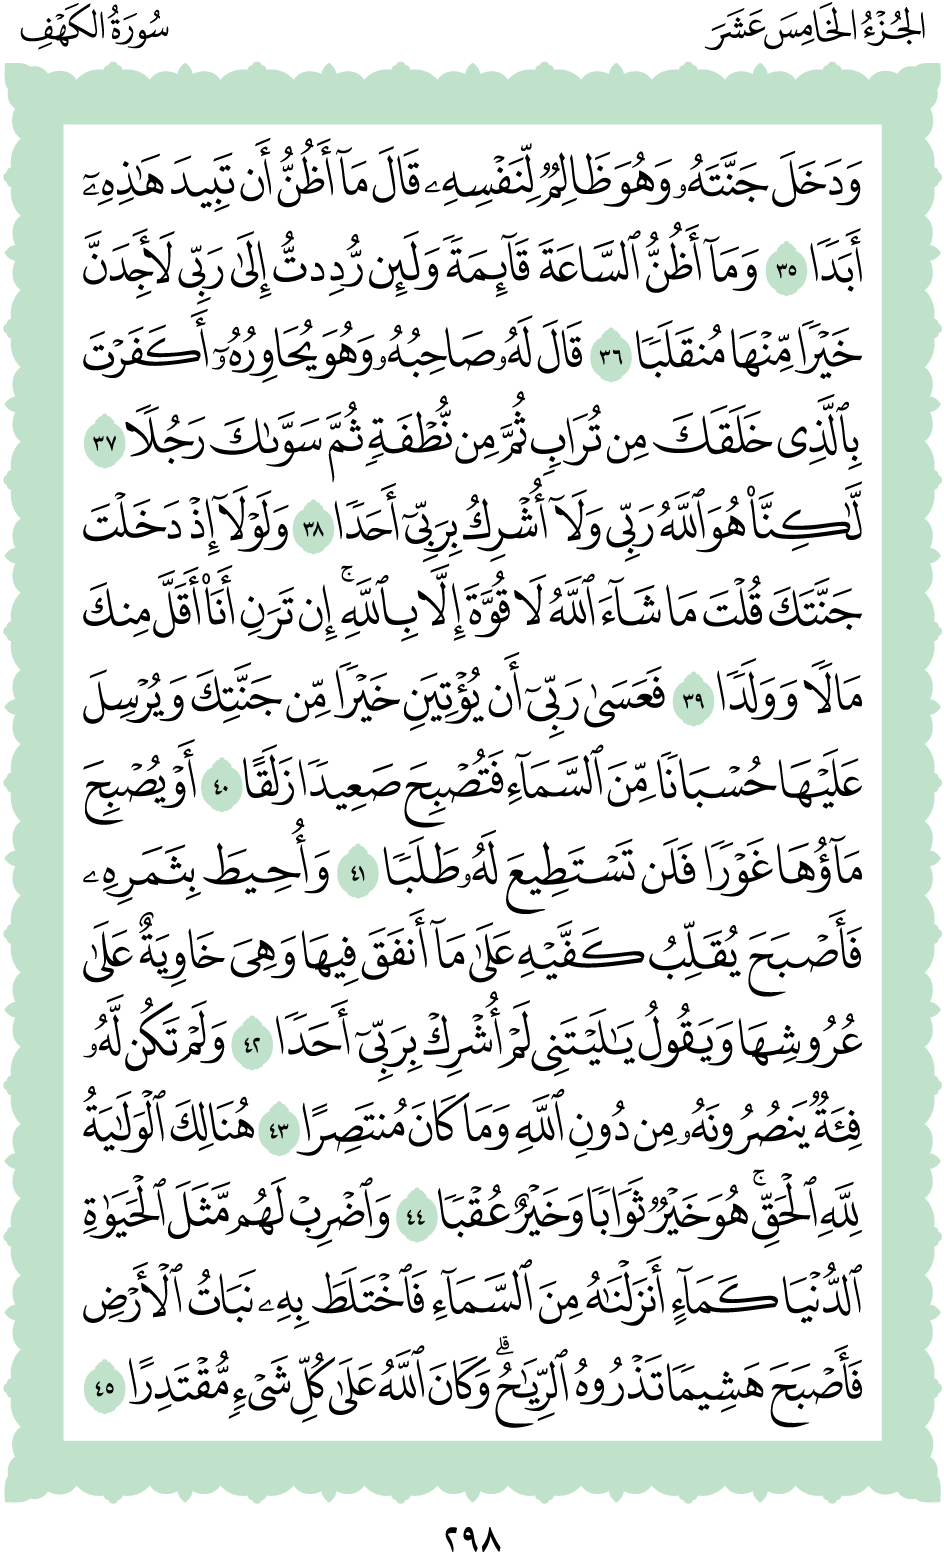 الجُزْءُ الخَامِسَ عَشَرَ
سُورَةُ الكَهْفِ
وَدَخَلَ جَنَّتَهُۥ وَهُوَ ظَالِمٌ لِّنَفْسِهِۦ قَالَ مَآ أَظُنُّ أَن تَبِيدَ هَٰذِهِۦٓ
أَبَدًا ٣٥ وَمَآ أَظُنُّ ٱلسَّاعَةَ قَآئِمَةً وَلَئِن رُّدِدتُّ إِلَىٰ رَبِّى لَأَجِدَنَّ
خَيْرًا مِّنْهَا مُنقَلَبًا ٣٦ قَالَ لَهُۥ صَاحِبُهُۥ وَهُوَ يُحَاوِرُهُۥٓ أَكَفَرْتَ
بِٱلَّذِى خَلَقَكَ مِن تُرَابٍ ثُمَّ مِن نُّطْفَةٍ ثُمَّ سَوَّىٰكَ رَجُلًا ٣٧
لَّٰكِنَّا۠ هُوَ ٱللَّهُ رَبِّى وَلَآ أُشْرِكُ بِرَبِّىٓ أَحَدًا ٣٨ وَلَوْلَآ إِذْ دَخَلْتَ
جَنَّتَكَ قُلْتَ مَا شَآءَ ٱللَّهُ لَا قُوَّةَ إِلَّا بِٱللَّهِۚ إِن تَرَنِ أَنَا۠ أَقَلَّ مِنكَ
مَالًا وَوَلَدًا ٣٩ فَعَسَىٰ رَبِّىٓ أَن يُؤْتِيَنِ خَيْرًا مِّن جَنَّتِكَ وَيُرْسِلَ
عَلَيْهَا حُسْبَانًا مِّنَ ٱلسَّمَآءِ فَتُصْبِحَ صَعِيدًا زَلَقًا ٤٠ أَوْ يُصْبِحَ
مَآؤُهَا غَوْرًا فَلَن تَسْتَطِيعَ لَهُۥ طَلَبًا ٤١ وَأُحِيطَ بِثَمَرِهِۦ
فَأَصْبَحَ يُقَلِّبُ كَفَّيْهِ عَلَىٰ مَآ أَنفَقَ فِيهَا وَهِىَ خَاوِيَةٌ عَلَىٰ
عُرُوشِهَا وَيَقُولُ يَٰلَيْتَنِى لَمْ أُشْرِكْ بِرَبِّىٓ أَحَدًا ٤٢ وَلَمْ تَكُن لَّهُۥ
فِئَةٌ يَنصُرُونَهُۥ مِن دُونِ ٱللَّهِ وَمَا كَانَ مُنتَصِرًا ٤٣ هُنَالِكَ ٱلْوَلَٰيَةُ
لِلَّهِ ٱلْحَقِّۚ هُوَ خَيْرٌ ثَوَابًا وَخَيْرٌ عُقْبًا ٤٤ وَٱضْرِبْ لَهُم مَّثَلَ ٱلْحَيَوٰةِ
ٱلدُّنْيَا كَمَآءٍ أَنزَلْنَٰهُ مِنَ ٱلسَّمَآءِ فَٱخْتَلَطَ بِهِۦ نَبَاتُ ٱلْأَرْضِ
فَأَصْبَحَ هَشِيمًا تَذْرُوهُ ٱلرِّيَٰحُۗ وَكَانَ ٱللَّهُ عَلَىٰ كُلِّ شَىْءٍ مُّقْتَدِرًا ٤٥
٢٩٨